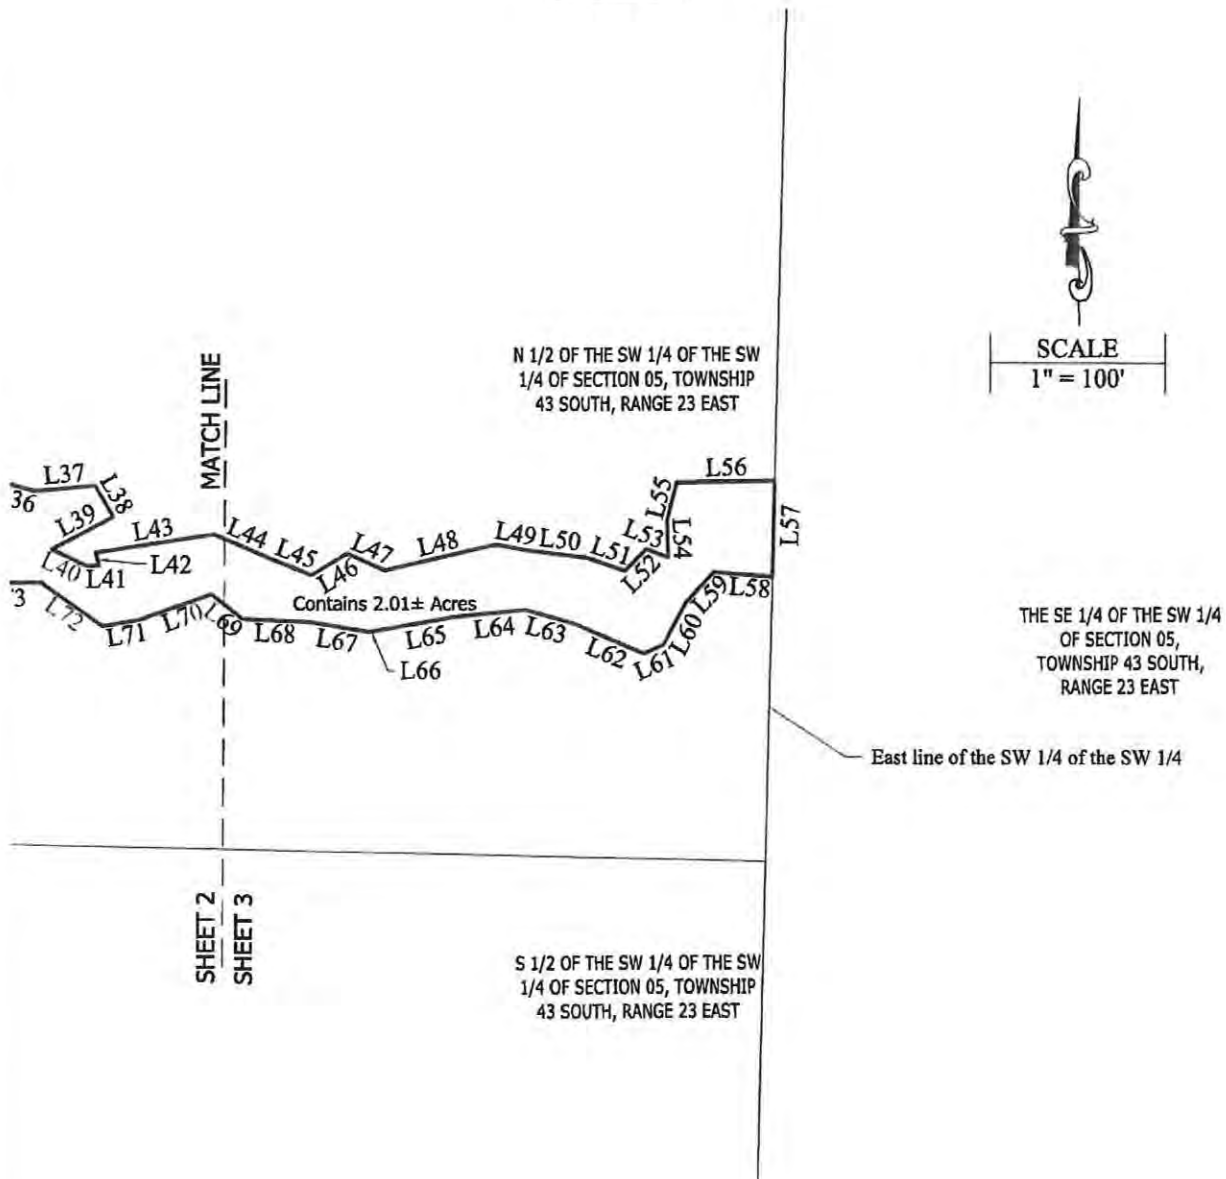 N 1/2 OF THE SW 1/4 OF THE SW
1/4 OF SECTION 05, TOWNSHIP
43 SOUTH, RANGE 23 EAST
SCALE
1" = 100'
MATCH LINE
36
L37
L38
L39
L40
L41
L42
L43
L44
L45
L46
L47
L48
L49
L50
L51
L52
L53
L54
L55
L56
L57
L58
L59
L60
L61
L62
L63
L64
L65
L66
L67
L68
L69
L70
L71
L72
3
Contains 2.01± Acres
THE SE 1/4 OF THE SW 1/4
OF SECTION 05,
TOWNSHIP 43 SOUTH,
RANGE 23 EAST
East line of the SW 1/4 of the SW 1/4
SHEET 2
SHEET 3
S 1/2 OF THE SW 1/4 OF THE SW
1/4 OF SECTION 05, TOWNSHIP
43 SOUTH, RANGE 23 EAST